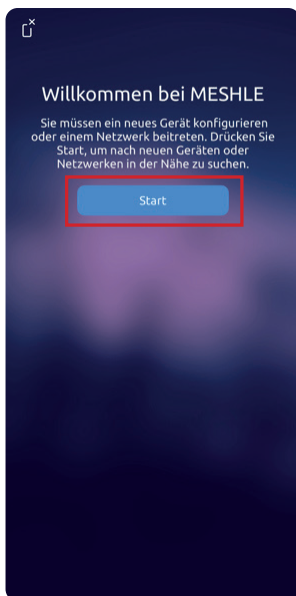 Willkommen bei MESHLE
Sie müssen ein neues Gerät konfigurieren
oder einem Netzwerk beitreten. Drücken Sie
Start, um nach neuen Geräten oder
Netzwerken in der Nähe zu suchen.
Start